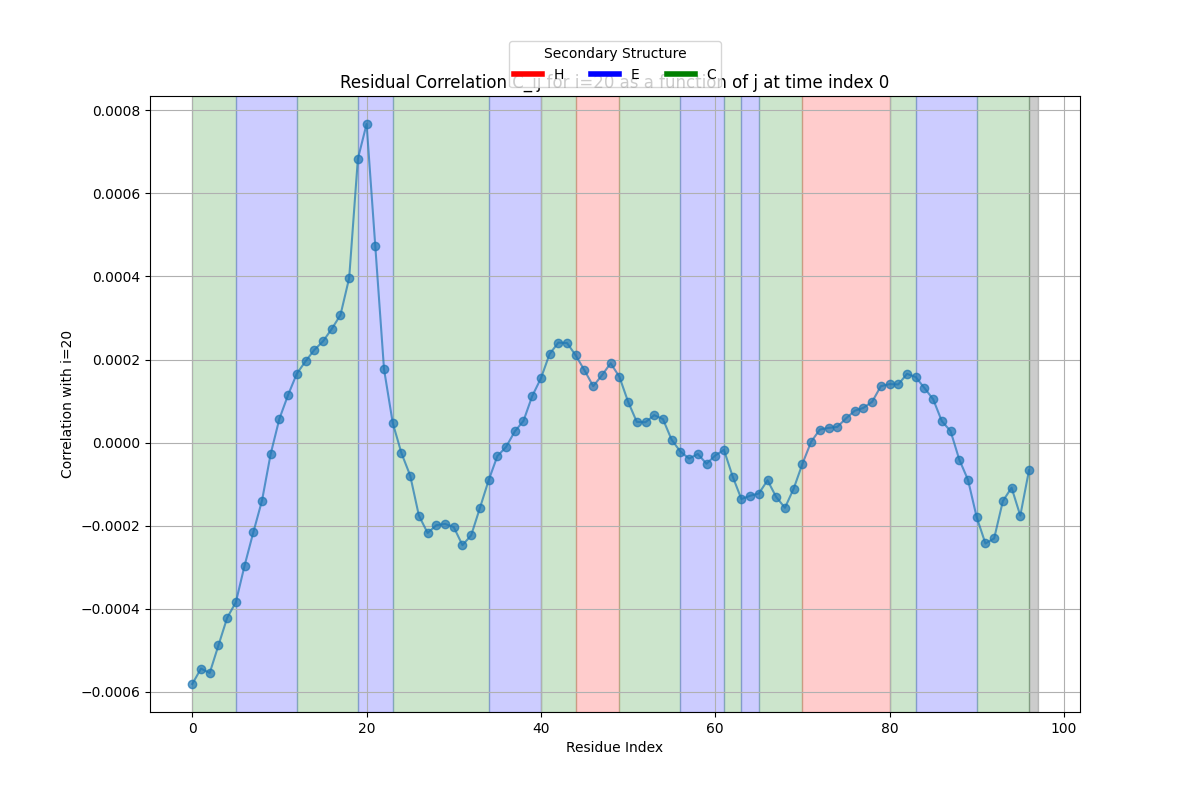 Secondary Structure
H E C
Residual Correlation C_ij for i=20 as a function of j at time index 0
0.0008
0.0006
0.0004
0.0002
0.0000
−0.0002
−0.0004
−0.0006
Correlation with i=20
0 20 40 60 80 100
Residue Index